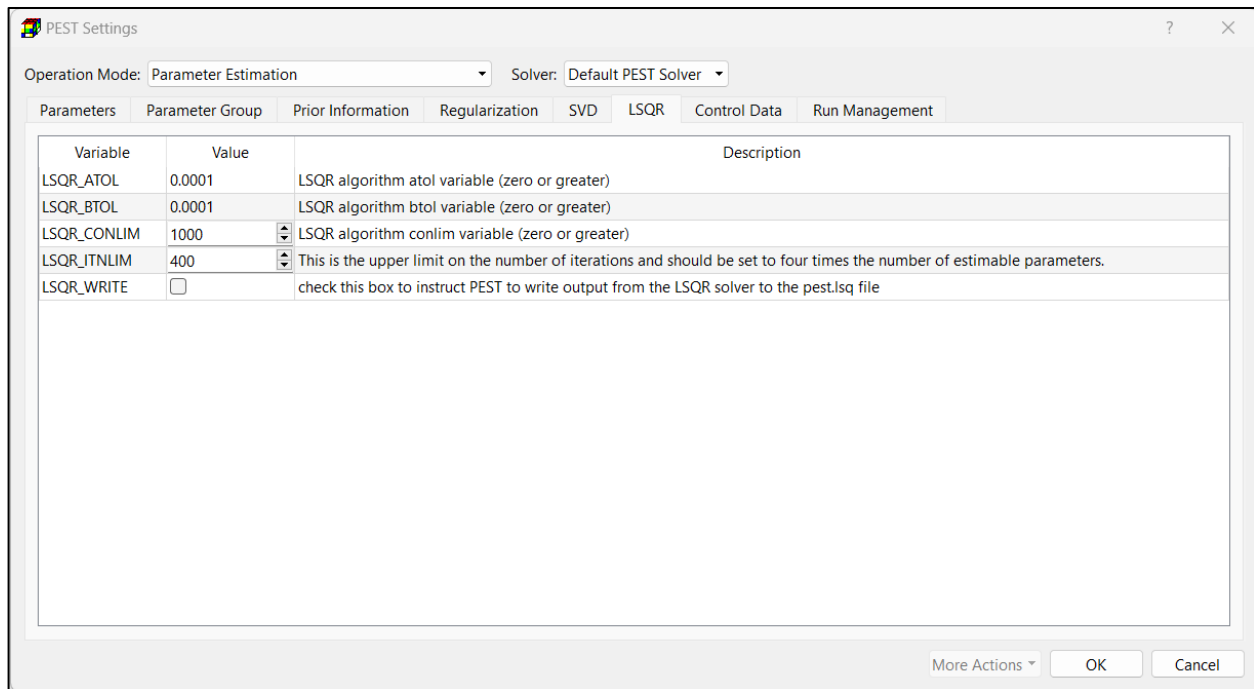 PEST Settings
?
Operation Mode: Parameter Estimation Solver: Default PEST Solver
Parameters Parameter Group Prior Information Regularization SVD LSQR Control Data Run Management
Variable Value Description
LSQR_ATOL 0.0001 LSQR algorithm atol variable (zero or greater)
LSQR_BTOL 0.0001 LSQR algorithm btol variable (zero or greater)
LSQR_CONLIM 1000 LSQR algorithm conlim variable (zero or greater)
LSQR_ITNLIM 400 This is the upper limit on the number of iterations and should be set to four times the number of estimable parameters.
LSQR_WRITE check this box to instruct PEST to write output from the LSQR solver to the pest.lsq file
More Actions OK Cancel